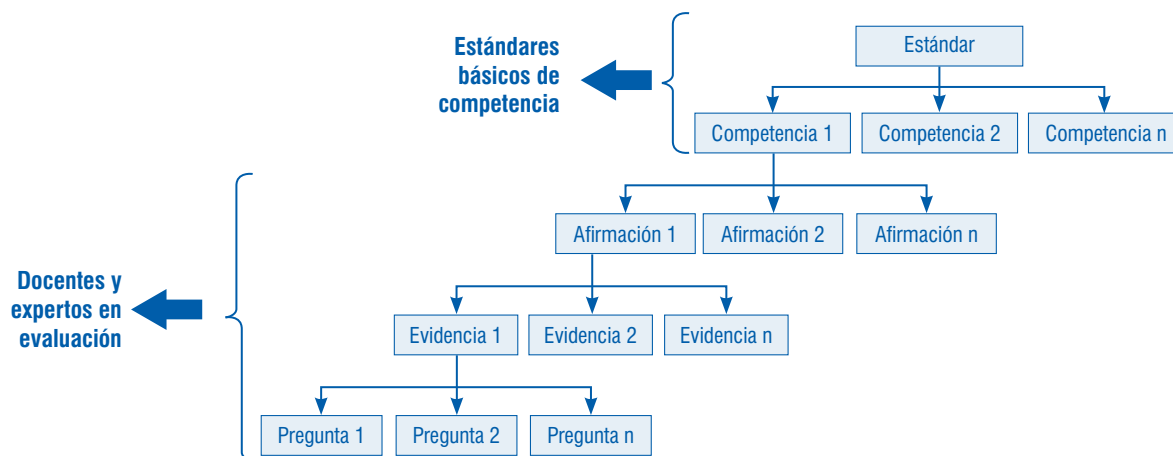 Estándares
básicos de
competencia
Estándar
Competencia 1
Competencia 2
Competencia n
Afirmación 1
Afirmación 2
Afirmación n
Docentes y
expertos en
evaluación
Evidencia 1
Evidencia 2
Evidencia n
Pregunta 1
Pregunta 2
Pregunta n